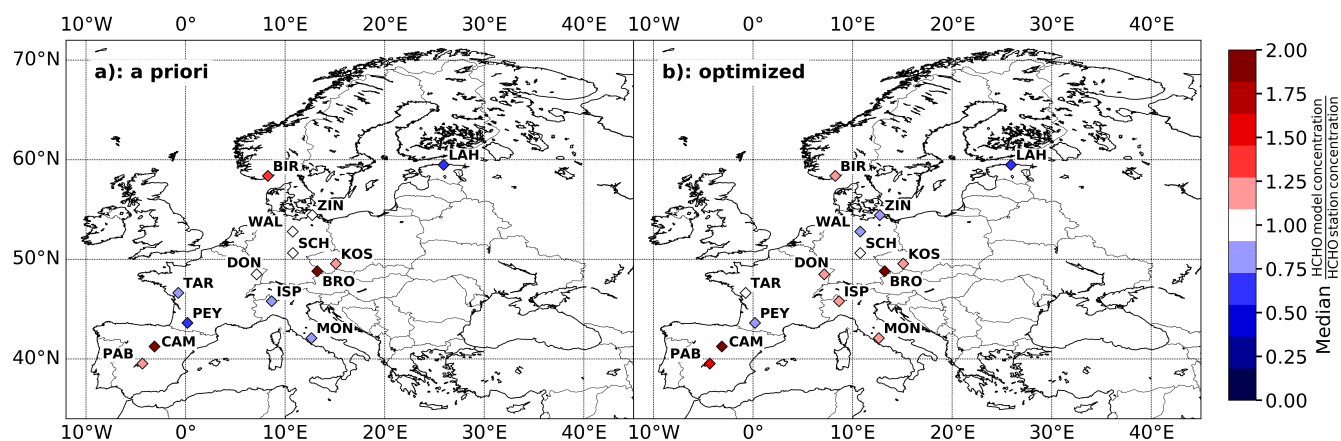 10°W 0° 10°E 20°E 30°E 40°E 10°W 0° 10°E 20°E 30°E 40°E
70°N
60°N
50°N
40°N
a): a priori
BIR
LAH
ZIN
WAL
SCH
KOS
DON
BRO
TAR
ISP
PEY
MON
CAM
PAB
b): optimized
BIR
LAH
ZIN
WAL
SCH
KOS
DON
BRO
TAR
ISP
PEY
MON
CAM
PAB
10°W 0° 10°E 20°E 30°E 40°E 10°W 0° 10°E 20°E 30°E 40°E
2.00
1.75
1.50
1.25
1.00
0.75
0.50
0.25
0.00
Median HCHO model concentration
HCHO station concentration